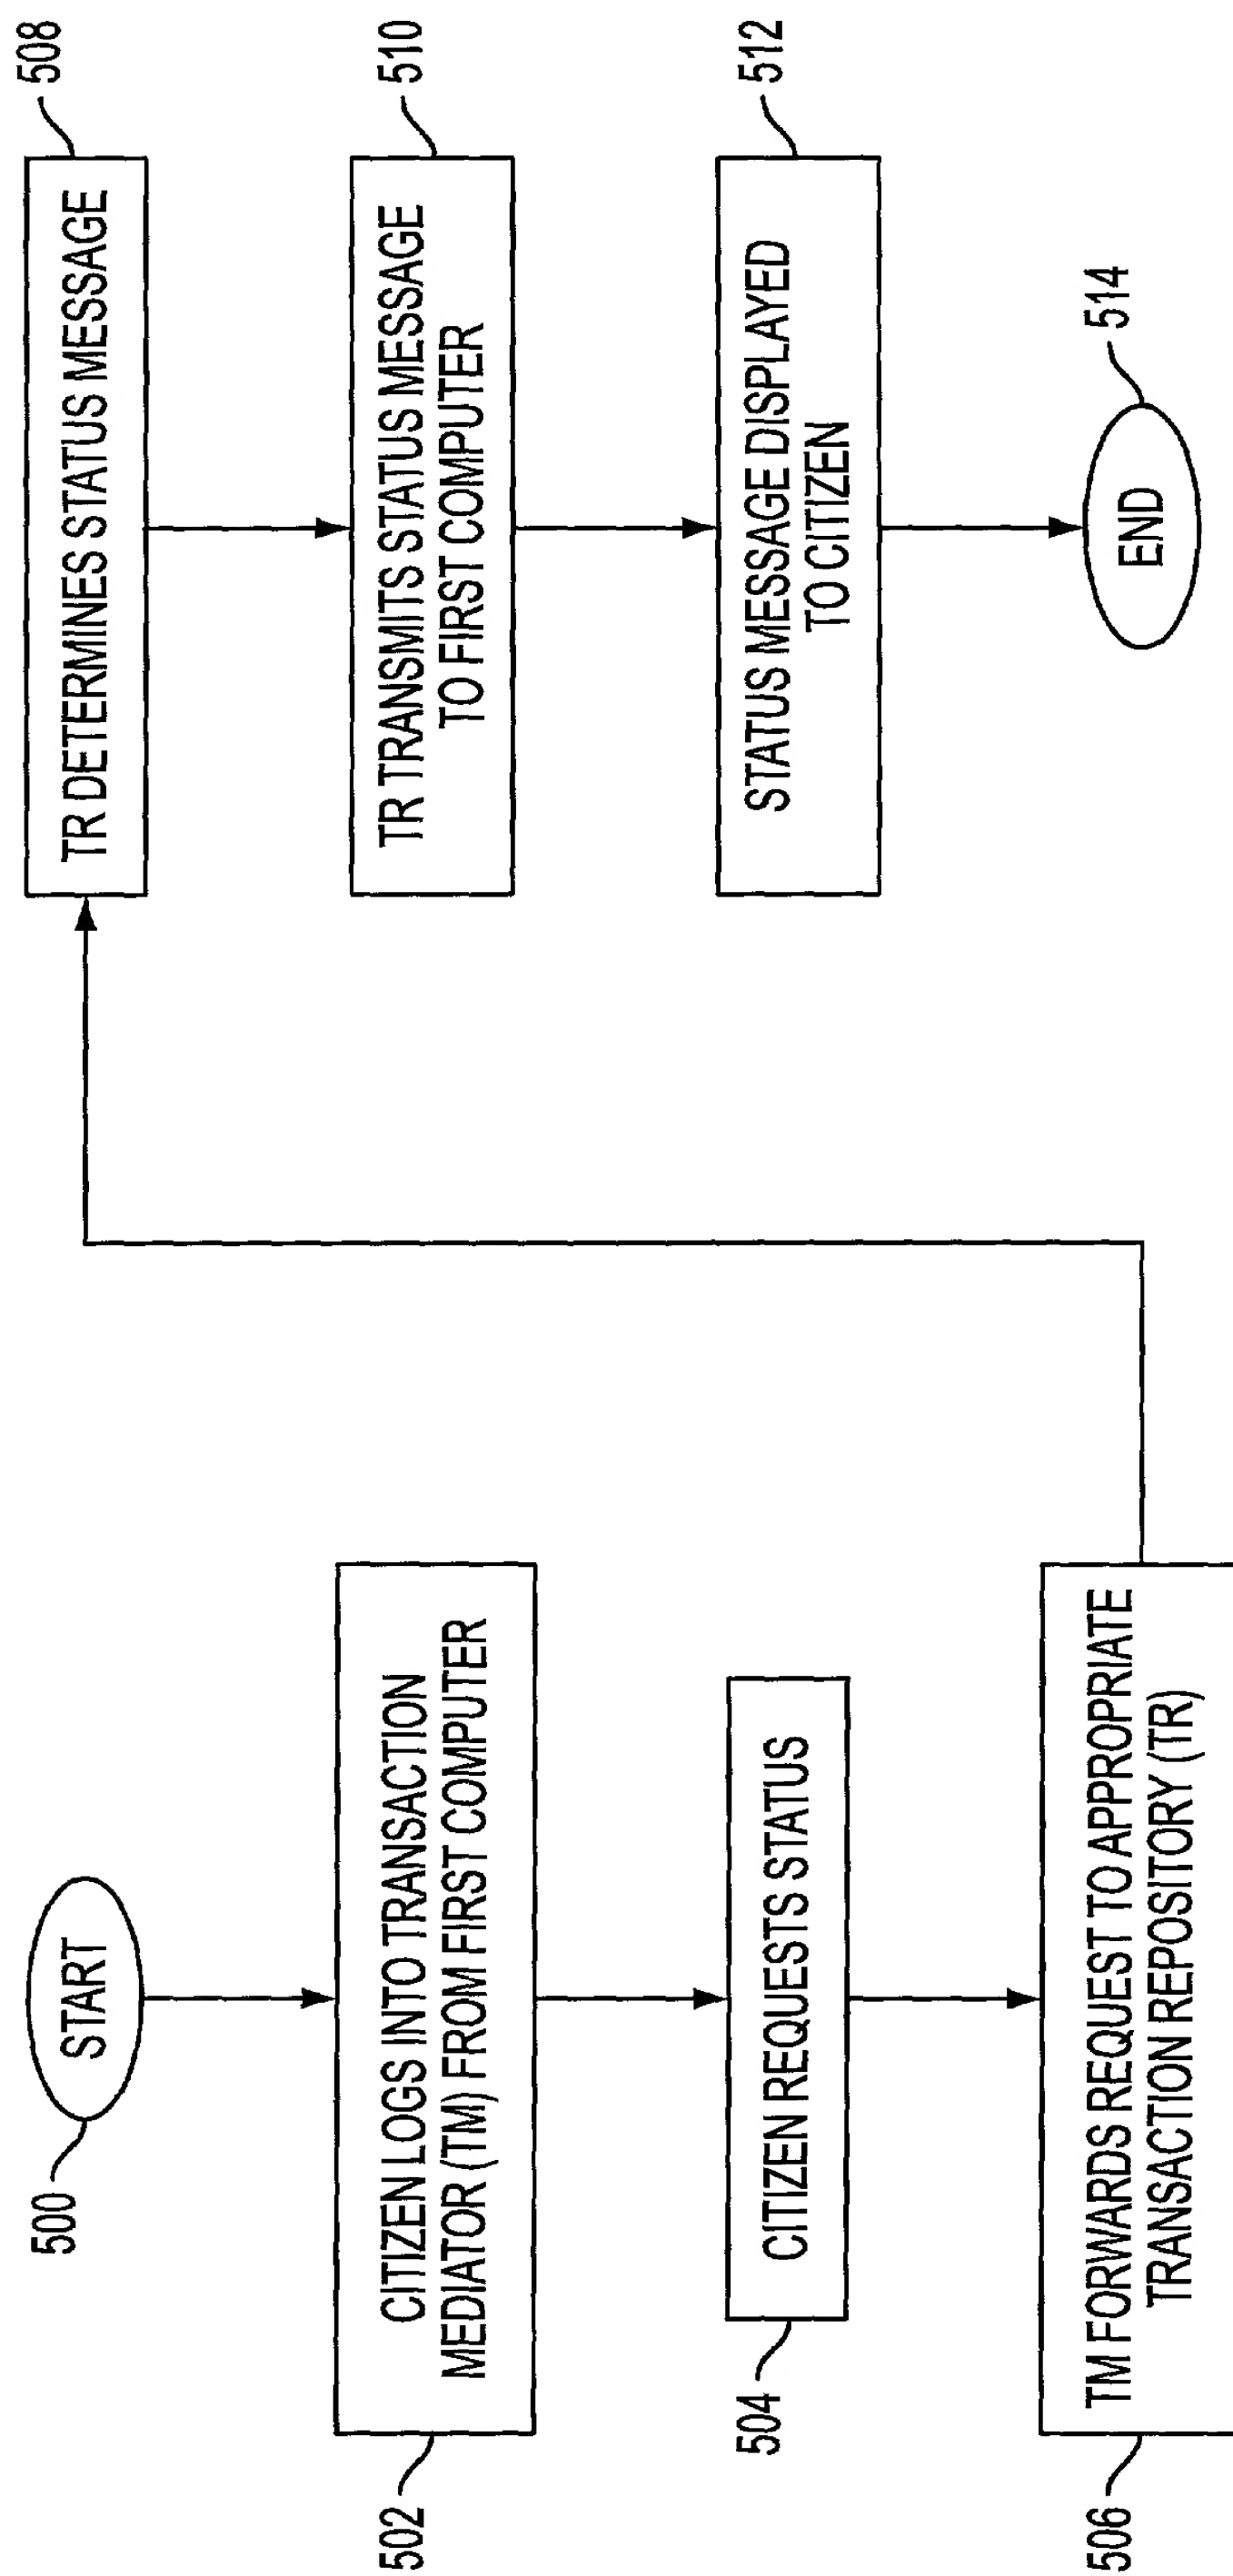 START
500
CITIZEN LOGS INTO TRANSACTION
MEDIATOR (TM) FROM FIRST COMPUTER
502
CITIZEN REQUESTS STATUS
504
TM FORWARDS REQUEST TO APPROPRIATE
TRANSACTION REPOSITORY (TR)
506
TR DETERMINES STATUS MESSAGE
508
TR TRANSMITS STATUS MESSAGE
TO FIRST COMPUTER
510
STATUS MESSAGE DISPLAYED
TO CITIZEN
512
END
514